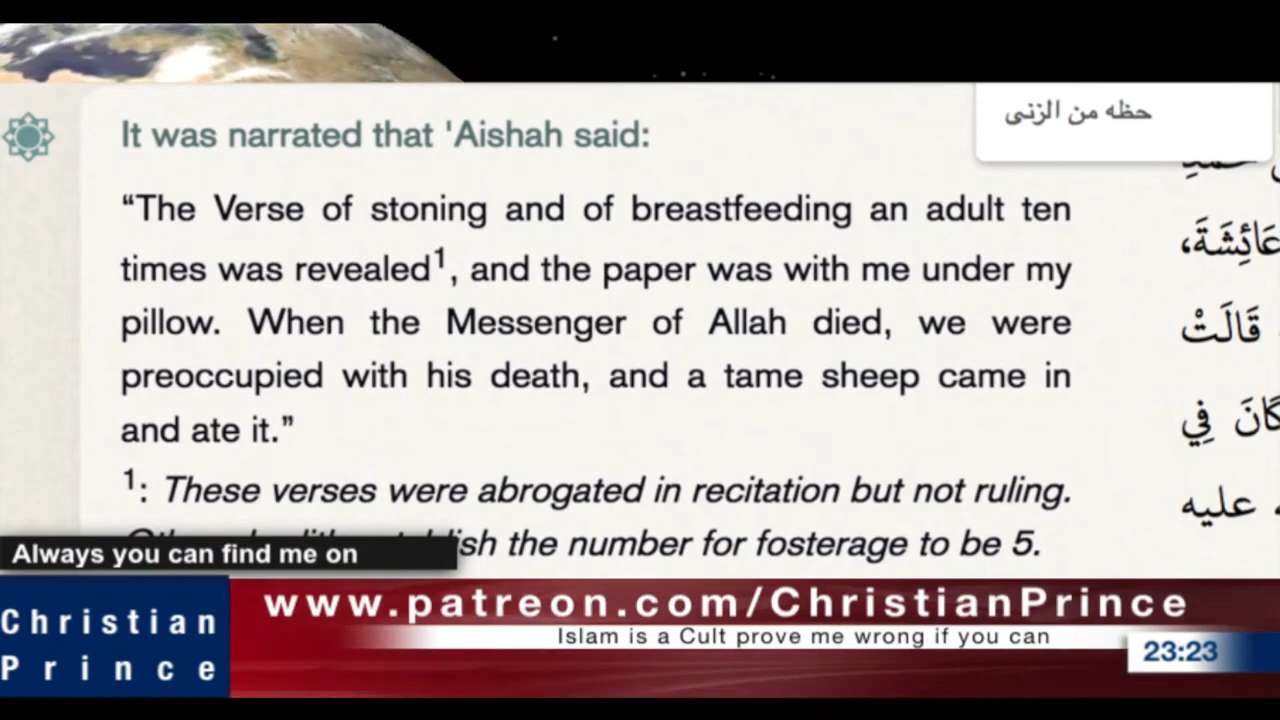 حظه من الزنى
It was narrated that 'Aishah said:
“The Verse of stoning and of breastfeeding an adult ten
times was revealed1, and the paper was with me under my
pillow. When the Messenger of Allah died, we were
preoccupied with his death, and a tame sheep came in
and ate it.”
1: These verses were abrogated in recitation but not ruling.
the number for fosterage to be 5.
عَائِشَةَ،
قَالَتْ
كَانَ فِي
عليه
Always you can find me on
Christian
Prince
www.patreon.com/ChristianPrince
Islam is a Cult prove me wrong if you can
23:23